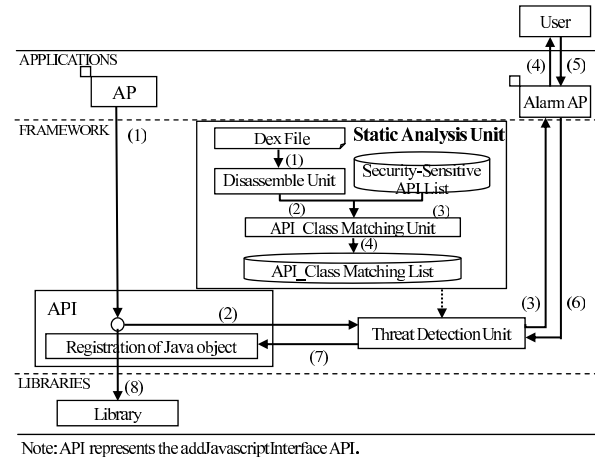 User
APPLICATIONS
(4)
(5)
AP
Alarm AP
FRAMEWORK
(1)
Dex File
Static Analysis Unit
(1)
Disassemble Unit
Security-Sensitive
API List
(2)
(3)
API_Class Matching Unit
(4)
API_Class Matching List
API
(2)
(3)
(6)
Threat Detection Unit
Registration of Java object
(7)
LIBRARIES
(8)
Library
Note: API represents the addJavascriptInterface API.